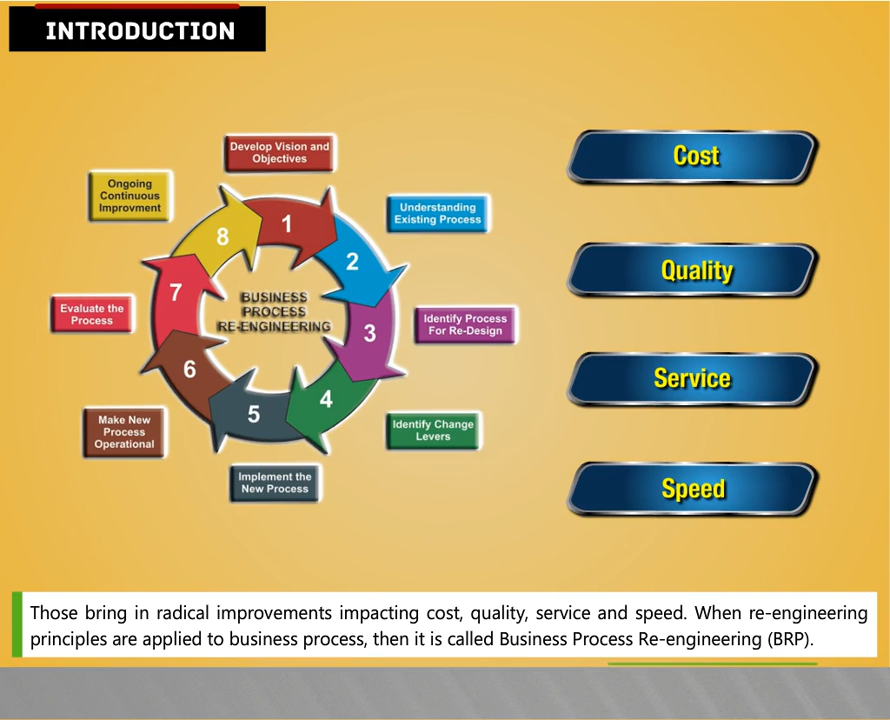 INTRODUCTION
Develop Vision and
Objectives
Understanding
Existing Process
Identify Process
For Re-Design
Identify Change
Levers
Implement the
New Process
Make New
Process
Operational
Evaluate the
Process
Ongoing
Continuous
Improvment
1
2
3
4
5
6
7
8
BUSINESS
PROCESS
RE-ENGINEERING
Cost
Quality
Service
Speed
Those bring in radical improvements impacting cost, quality, service and speed. When re-engineering
principles are applied to business process, then it is called Business Process Re-engineering (BRP).